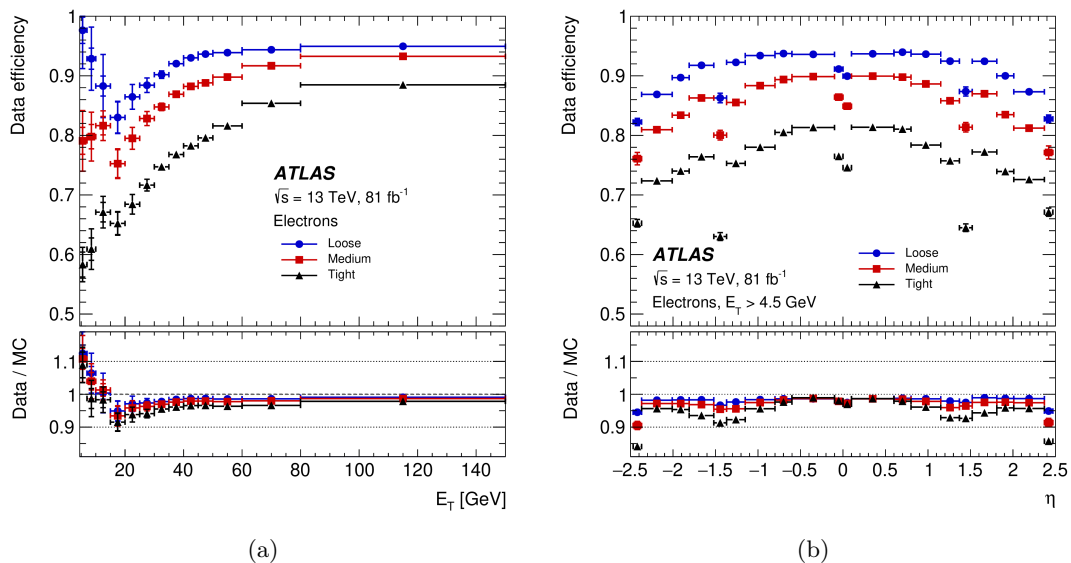 Data efficiency
1
0.9
0.8
0.7
0.6
0.5
ATLAS
√s = 13 TeV, 81 fb⁻¹
Electrons
Loose
Medium
Tight
Data / MC
1.1
1
0.9
20 40 60 80 100 120 140
E_T [GeV]
(a)
Data efficiency
1
0.9
0.8
0.7
0.6
0.5
ATLAS
√s = 13 TeV, 81 fb⁻¹
Electrons, E_T > 4.5 GeV
Loose
Medium
Tight
Data / MC
1.1
1
0.9
−2.5 −2 −1.5 −1 −0.5 0 0.5 1 1.5 2 2.5
η
(b)